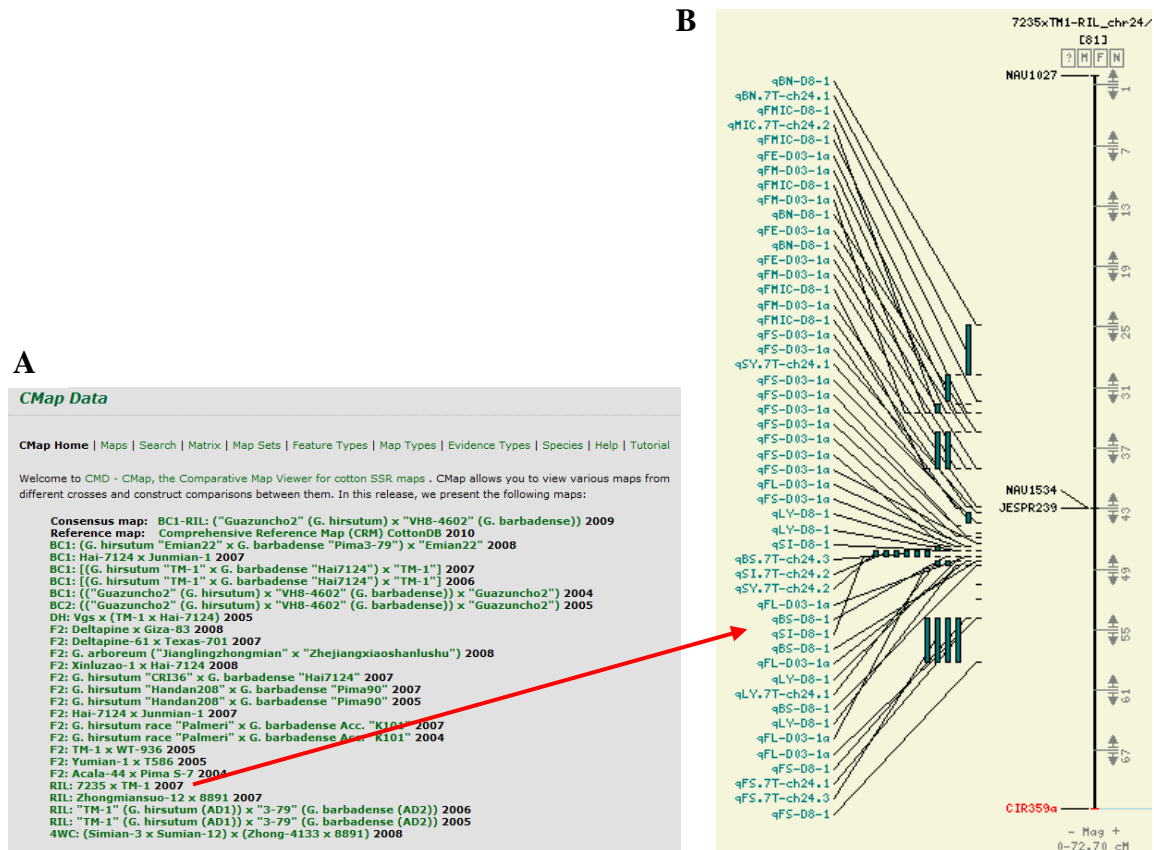 A
CMap Data
CMap Home | Maps | Search | Matrix | Map Sets | Feature Types | Map Types | Evidence Types | Species | Help | Tutorial
Welcome to CMD - CMap, the Comparative Map Viewer for cotton SSR maps . CMap allows you to view various maps from
different crosses and construct comparisons between them. In this release, we present the following maps:
Consensus map: BC1-RIL: ("Guazuncho2" (G. hirsutum) x "VH8-4602" (G. barbadense)) 2009
Reference map: Comprehensive Reference Map (CRM) CottonDB 2010
BC1: (G. hirsutum "Emian22" x G. barbadense "Pima3-79") x "Emian22" 2008
BC1: Hai-7124 x Junmian-1 2007
BC1: [(G. hirsutum "TM-1" x G. barbadense "Hai7124") x "TM-1"] 2007
BC1: [(G. hirsutum "TM-1" x G. barbadense "Hai7124") x "TM-1"] 2006
BC1: (("Guazuncho2" (G. hirsutum) x "VH8-4602" (G. barbadense)) x "Guazuncho2") 2004
BC2: (("Guazuncho2" (G. hirsutum) x "VH8-4602" (G. barbadense)) x "Guazuncho2") 2005
DH: Vgs x (TM-1 x Hai-7124) 2005
F2: Deltapine x Giza-83 2008
F2: Deltapine-61 x Texas-701 2007
F2: G. arboreum ("Jianglingzhongmian" x "Zhejiangxiaoshanlushu") 2008
F2: Xinluzao-1 x Hai-7124 2008
F2: G. hirsutum "CRI36" x G. barbadense "Hai7124" 2007
F2: G. hirsutum "Handan208" x G. barbadense "Pima90" 2007
F2: G. hirsutum "Handan208" x G. barbadense "Pima90" 2005
F2: Hai-7124 x Junmian-1 2007
F2: G. hirsutum race "Palmeri" x G. barbadense Acc. "K101" 2007
F2: G. hirsutum race "Palmeri" x G. barbadense Acc. "K101" 2004
F2: TM-1 x WT-936 2005
F2: Yumian-1 x T586 2005
F2: Acala-44 x Pima S-7 2004
RIL: 7235 x TM-1 2007
RIL: Zhongmiansuo-12 x 8891 2007
RIL: "TM-1" (G. hirsutum (AD1)) x "3-79" (G. barbadense (AD2)) 2006
RIL: "TM-1" (G. hirsutum (AD1)) x "3-79" (G. barbadense (AD2)) 2005
4WC: (Simian-3 x Sumian-12) x (Zhong-4133 x 8891) 2008
B
7235xTM1-RIL_chr24/
[81]
? M F N
NAU1027
qBN-D8-1
qBN.7T-ch24.1
qFMIC-D8-1
qMIC.7T-ch24.2
qFMIC-D8-1
qFE-D03-1a
qFM-D03-1a
qFMIC-D8-1
qFM-D03-1a
qBN-D8-1
qFE-D03-1a
qBN-D8-1
qFE-D03-1a
qFM-D03-1a
qFMIC-D8-1
qFM-D03-1a
qFMIC-D8-1
qFS-D03-1a
qFS-D03-1a
qSY.7T-ch24.1
qFS-D03-1a
qFS-D03-1a
qFS-D03-1a
qFS-D03-1a
qFS-D03-1a
qFS-D03-1a
qFS-D03-1a
qFL-D03-1a
qFS-D03-1a
qLY-D8-1
qLY-D8-1
qSI-D8-1
qBS.7T-ch24.3
qSI.7T-ch24.2
qSY.7T-ch24.2
qFL-D03-1a
qBS-D8-1
qSI-D8-1
qBS-D8-1
qFL-D03-1a
qLY-D8-1
qLY.7T-ch24.1
qBS-D8-1
qLY-D8-1
qFL-D03-1a
qFL-D03-1a
qFS-D8-1
qFS.7T-ch24.1
qFS.7T-ch24.3
qFS-D8-1
NAU1534
JESPR239
CIR359a
1
7
13
19
25
31
37
43
49
55
61
67
- Mag +
0-72.70 cM